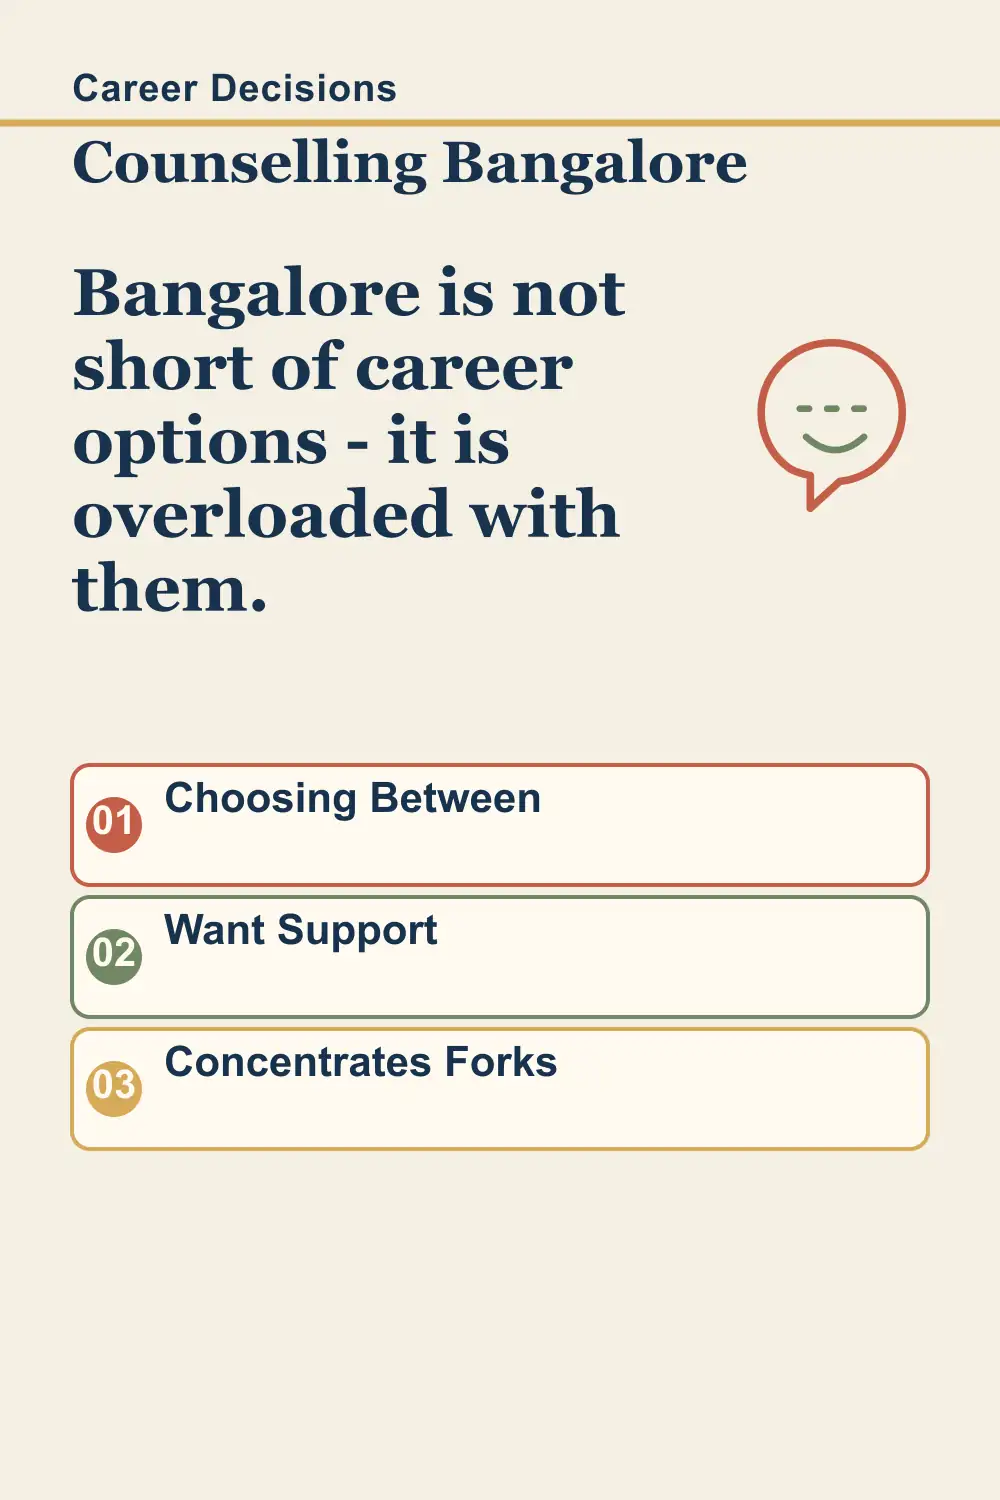 Career Decisions
Counselling Bangalore
Bangalore is not
short of career
options - it is
overloaded with
them.
01
Choosing Between
02
Want Support
03
Concentrates Forks